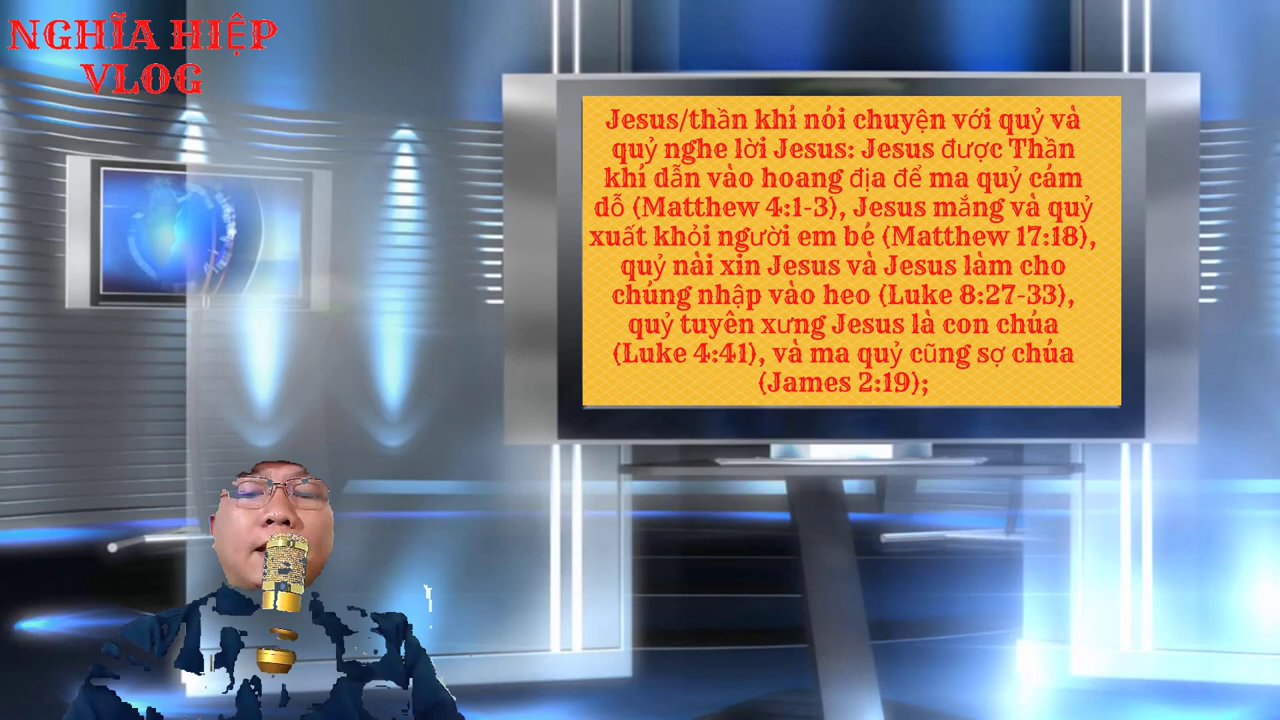 NGHĨA HIỆP
VLOG
Jesus/thần khí nói chuyện với quỷ và
quỷ nghe lời Jesus: Jesus được Thần
khí dẫn vào hoang địa để ma quỷ cám
dỗ (Matthew 4:1-3), Jesus mắng và quỷ
xuất khỏi người em bé (Matthew 17:18),
quỷ nài xin Jesus và Jesus làm cho
chúng nhập vào heo (Luke 8:27-33),
quỷ tuyên xưng Jesus là con chúa
(Luke 4:41), và ma quỷ cũng sợ chúa
(James 2:19);